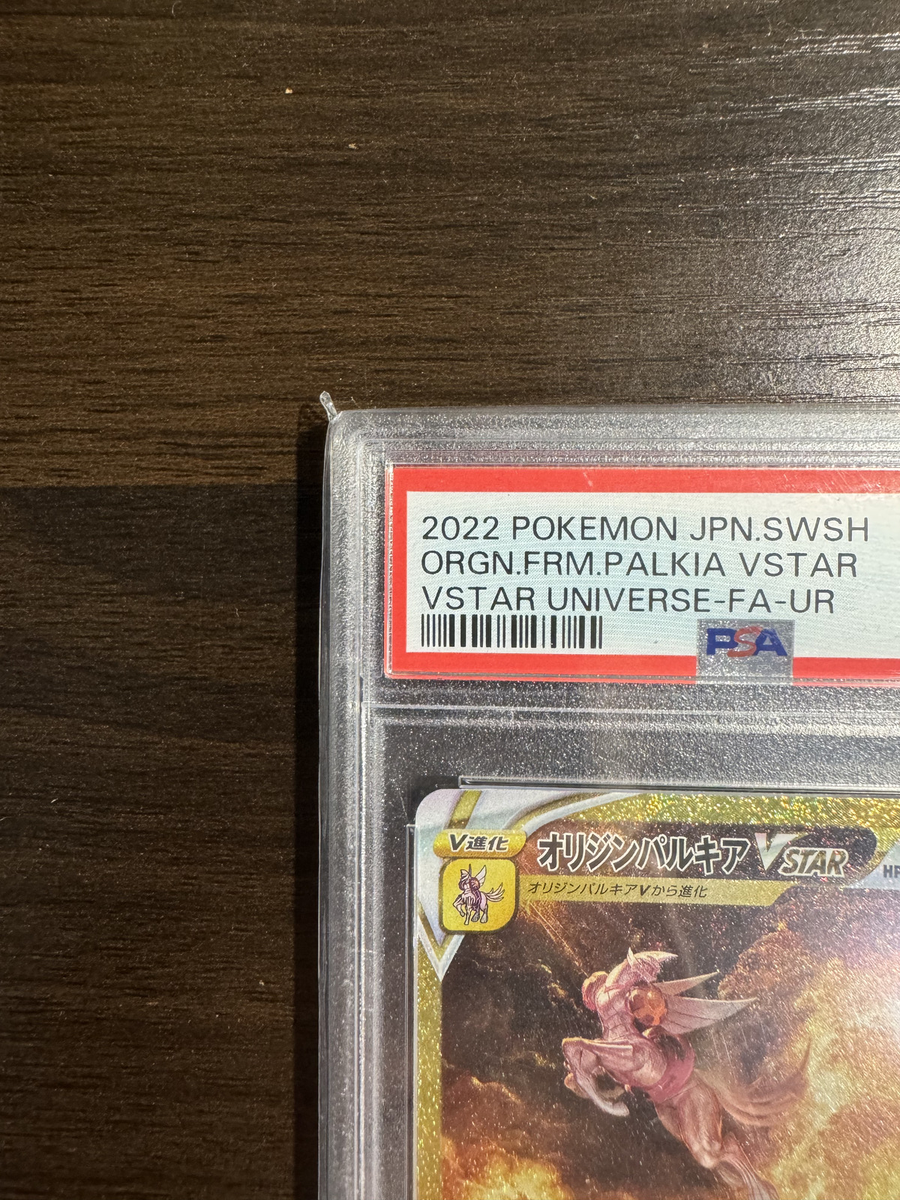 2022 POKEMON JPN.SWSH
ORGN.FRM.PALKIA VSTAR
VSTAR UNIVERSE-FA-UR
PSA
V進化
オリジンパルキア VSTAR
HP
オリジンパルキアVから進化